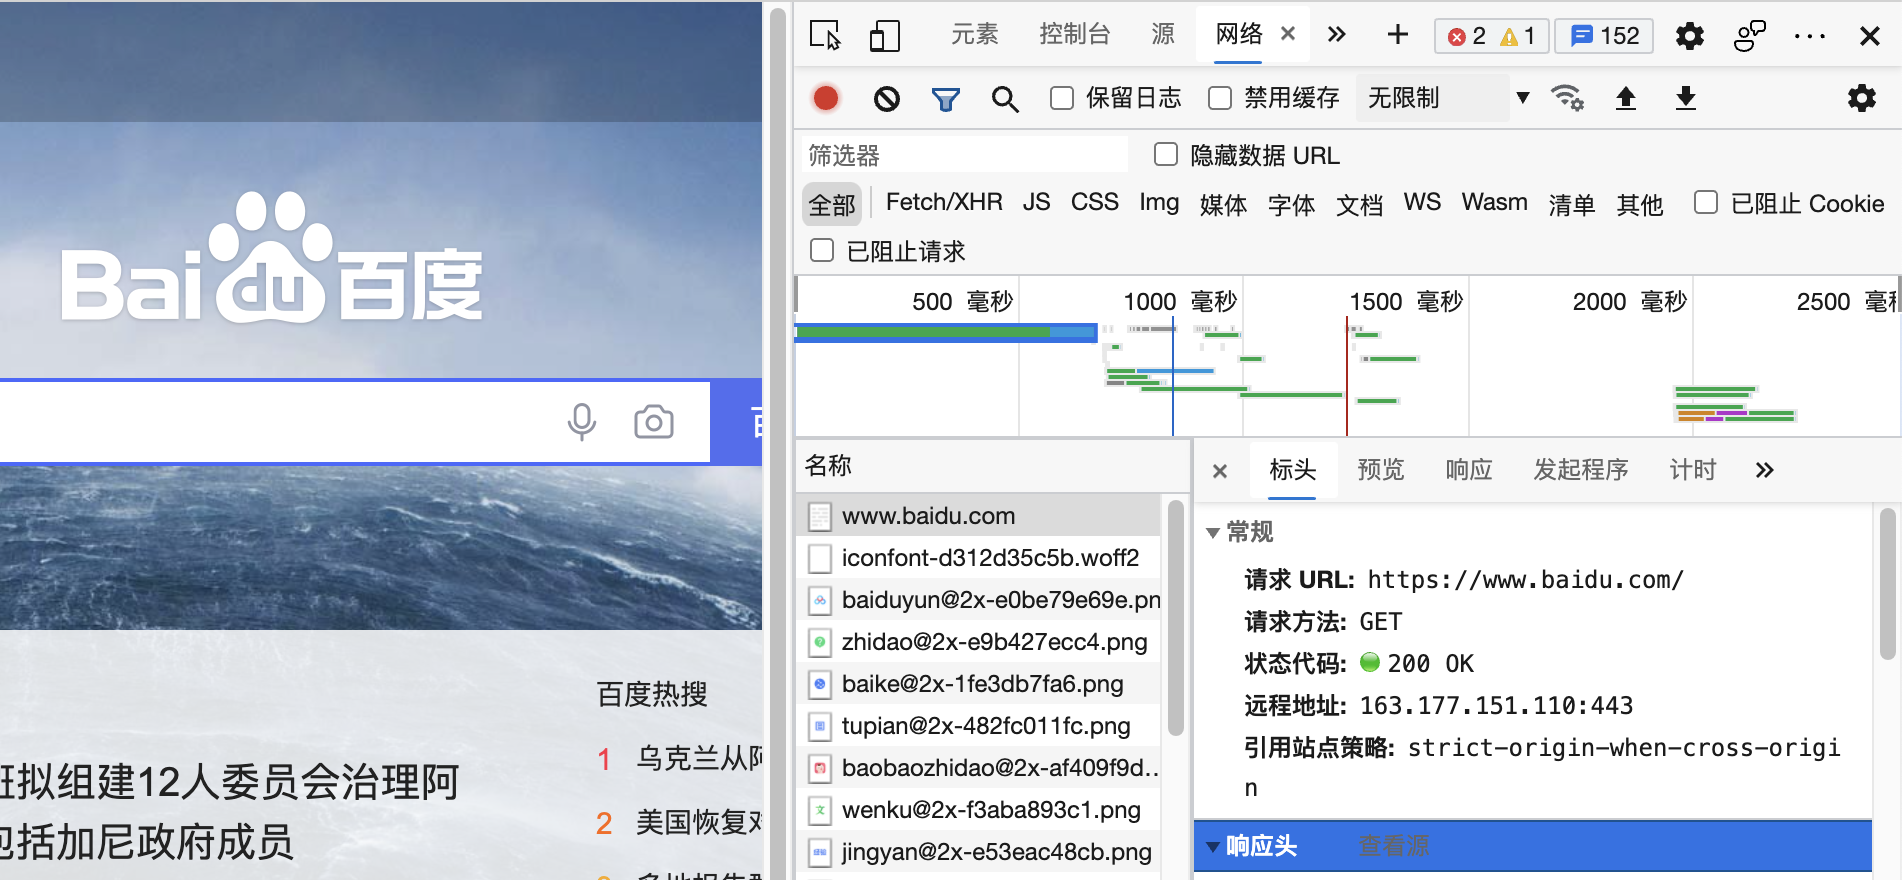 Bai du 百度
百度热搜
1 乌克兰从阿
2 美国恢复对
班拟组建12人委员会治理阿
包括加尼政府成员
元素 控制台 源 网络 2 1 152
保留日志 禁用缓存 无限制
筛选器 隐藏数据 URL
全部 Fetch/XHR JS CSS Img 媒体 字体 文档 WS Wasm 清单 其他 已阻止 Cookie
已阻止请求
500 毫秒 1000 毫秒 1500 毫秒 2000 毫秒 2500 毫秒
名称
www.baidu.com
iconfont-d312d35c5b.woff2
baiduyun@2x-e0be79e69e.pn
zhidao@2x-e9b427ecc4.png
baike@2x-1fe3db7fa6.png
tupian@2x-482fc011fc.png
baobaozhidao@2x-af409f9d…
wenku@2x-f3aba893c1.png
jingyan@2x-e53eac48cb.png
标头 预览 响应 发起程序 计时
常规
请求 URL: https://www.baidu.com/
请求方法: GET
状态代码: 200 OK
远程地址: 163.177.151.110:443
引用站点策略: strict-origin-when-cross-origi
n
响应头 查看源